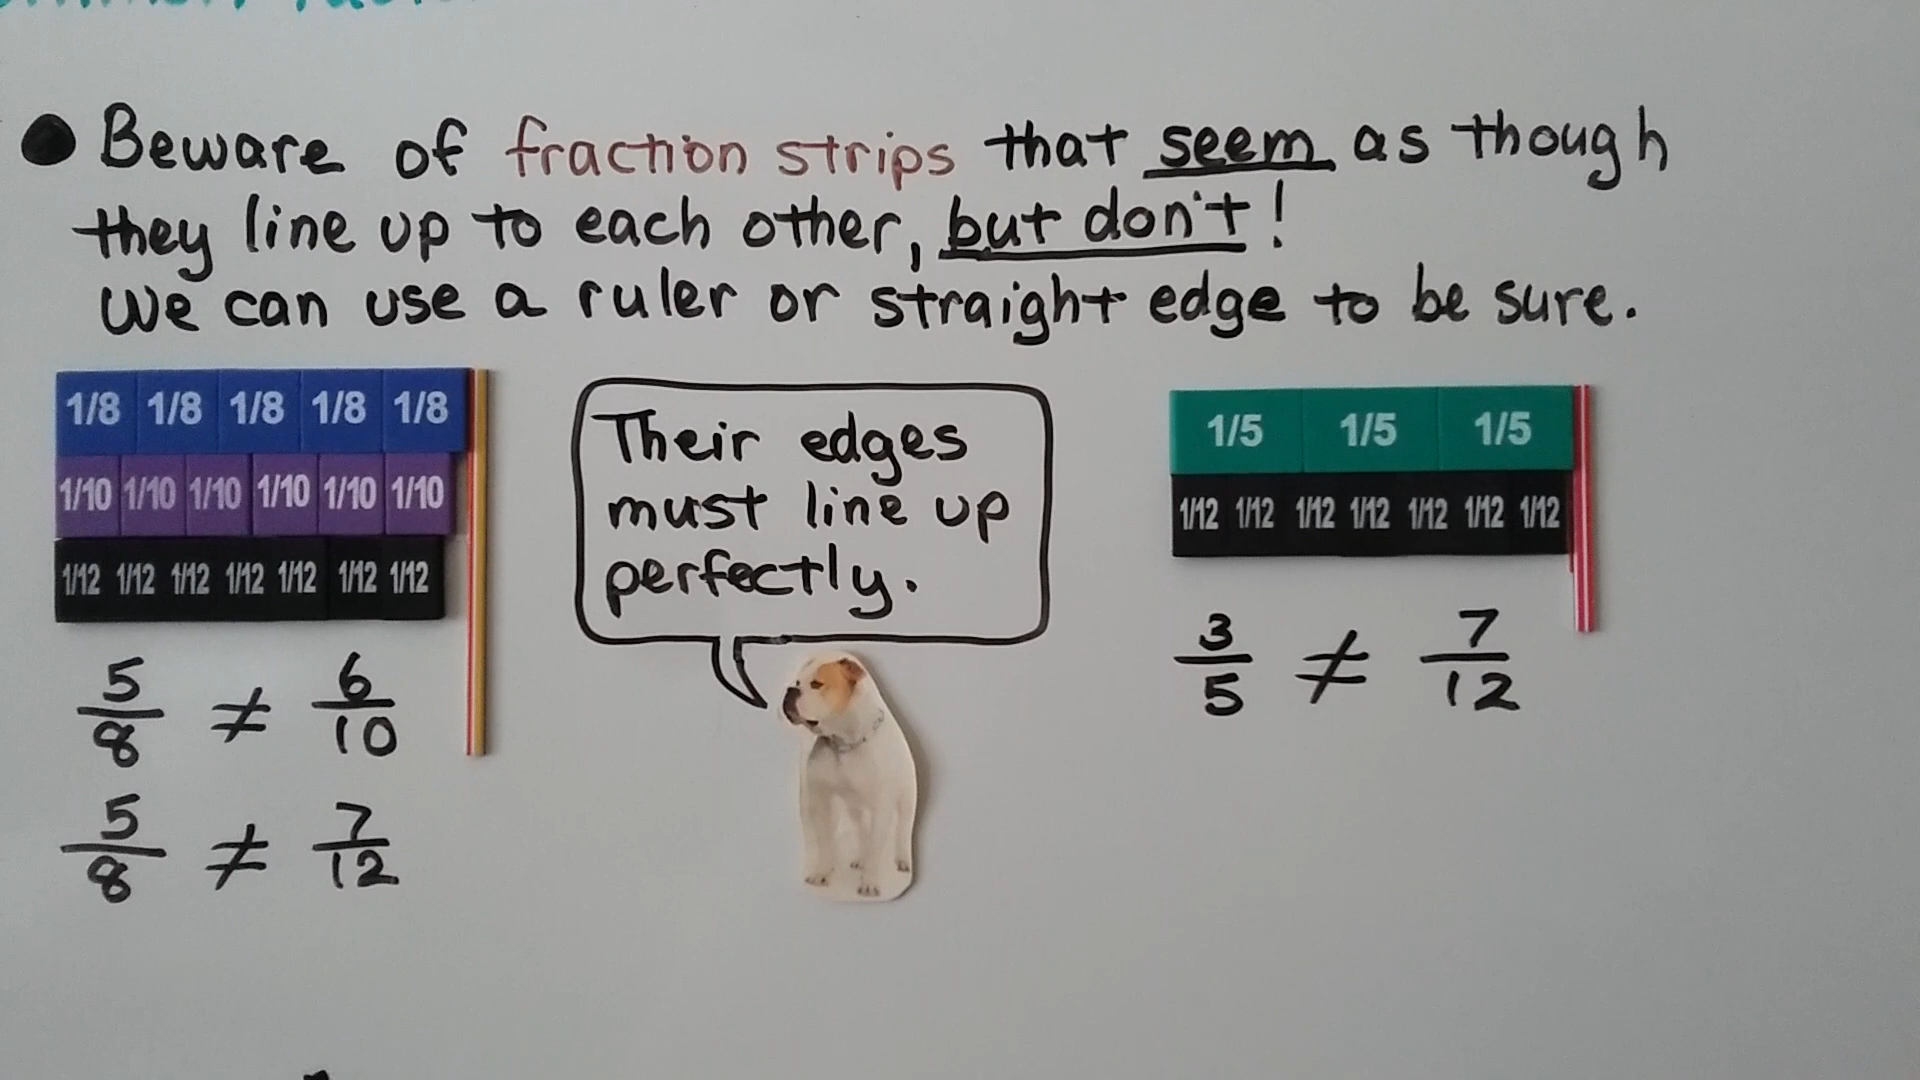 ● Beware of fraction strips that seem as though
they line up to each other, but don't!
We can use a ruler or straight edge to be sure.
1/8 1/8 1/8 1/8 1/8
1/10 1/10 1/10 1/10 1/10 1/10
1/12 1/12 1/12 1/12 1/12 1/12 1/12
5/8 ≠ 6/10
5/8 ≠ 7/12
Their edges
must line up
perfectly.
1/5 1/5 1/5
1/12 1/12 1/12 1/12 1/12 1/12 1/12
3/5 ≠ 7/12